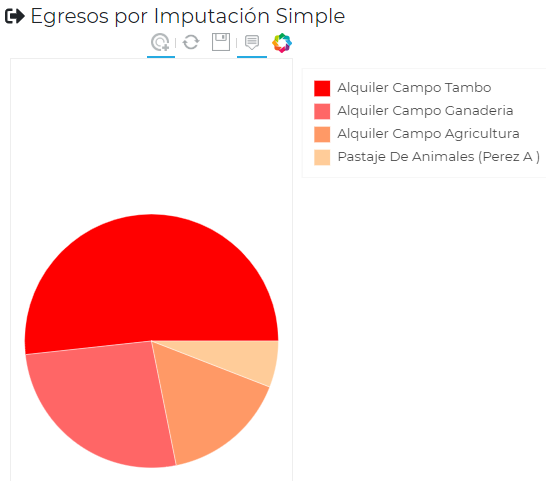 Egresos por Imputación Simple
Alquiler Campo Tambo
Alquiler Campo Ganaderia
Alquiler Campo Agricultura
Pastaje De Animales (Perez A )